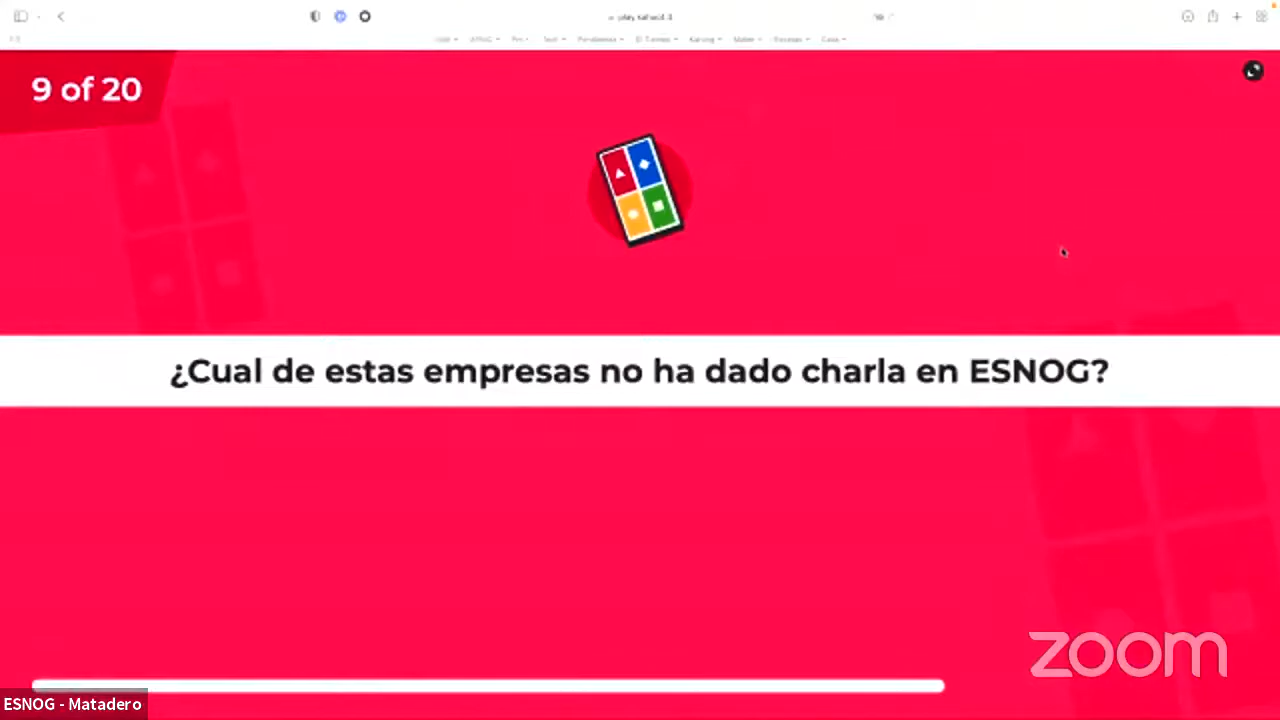 9 of 20
¿Cual de estas empresas no ha dado charla en ESNOG?
zoom
ESNOG - Matadero